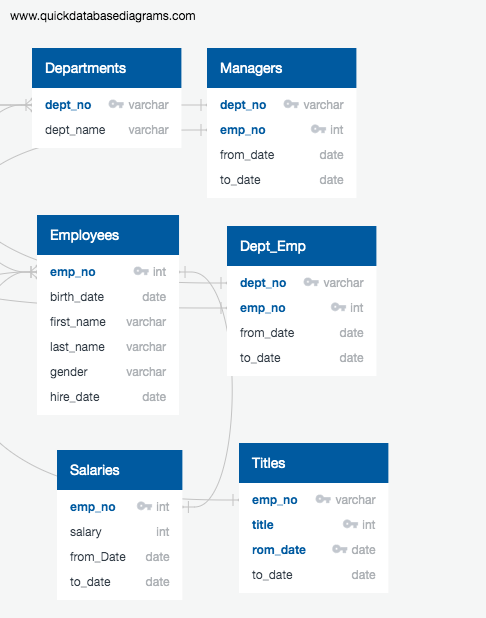 www.quickdatabasediagrams.com
Departments
dept_no varchar
dept_name varchar
Managers
dept_no varchar
emp_no int
from_date date
to_date date
Employees
emp_no int
birth_date date
first_name varchar
last_name varchar
gender varchar
hire_date date
Dept_Emp
dept_no varchar
emp_no int
from_date date
to_date date
Salaries
emp_no int
salary int
from_Date date
to_date date
Titles
emp_no varchar
title int
rom_date date
to_date date